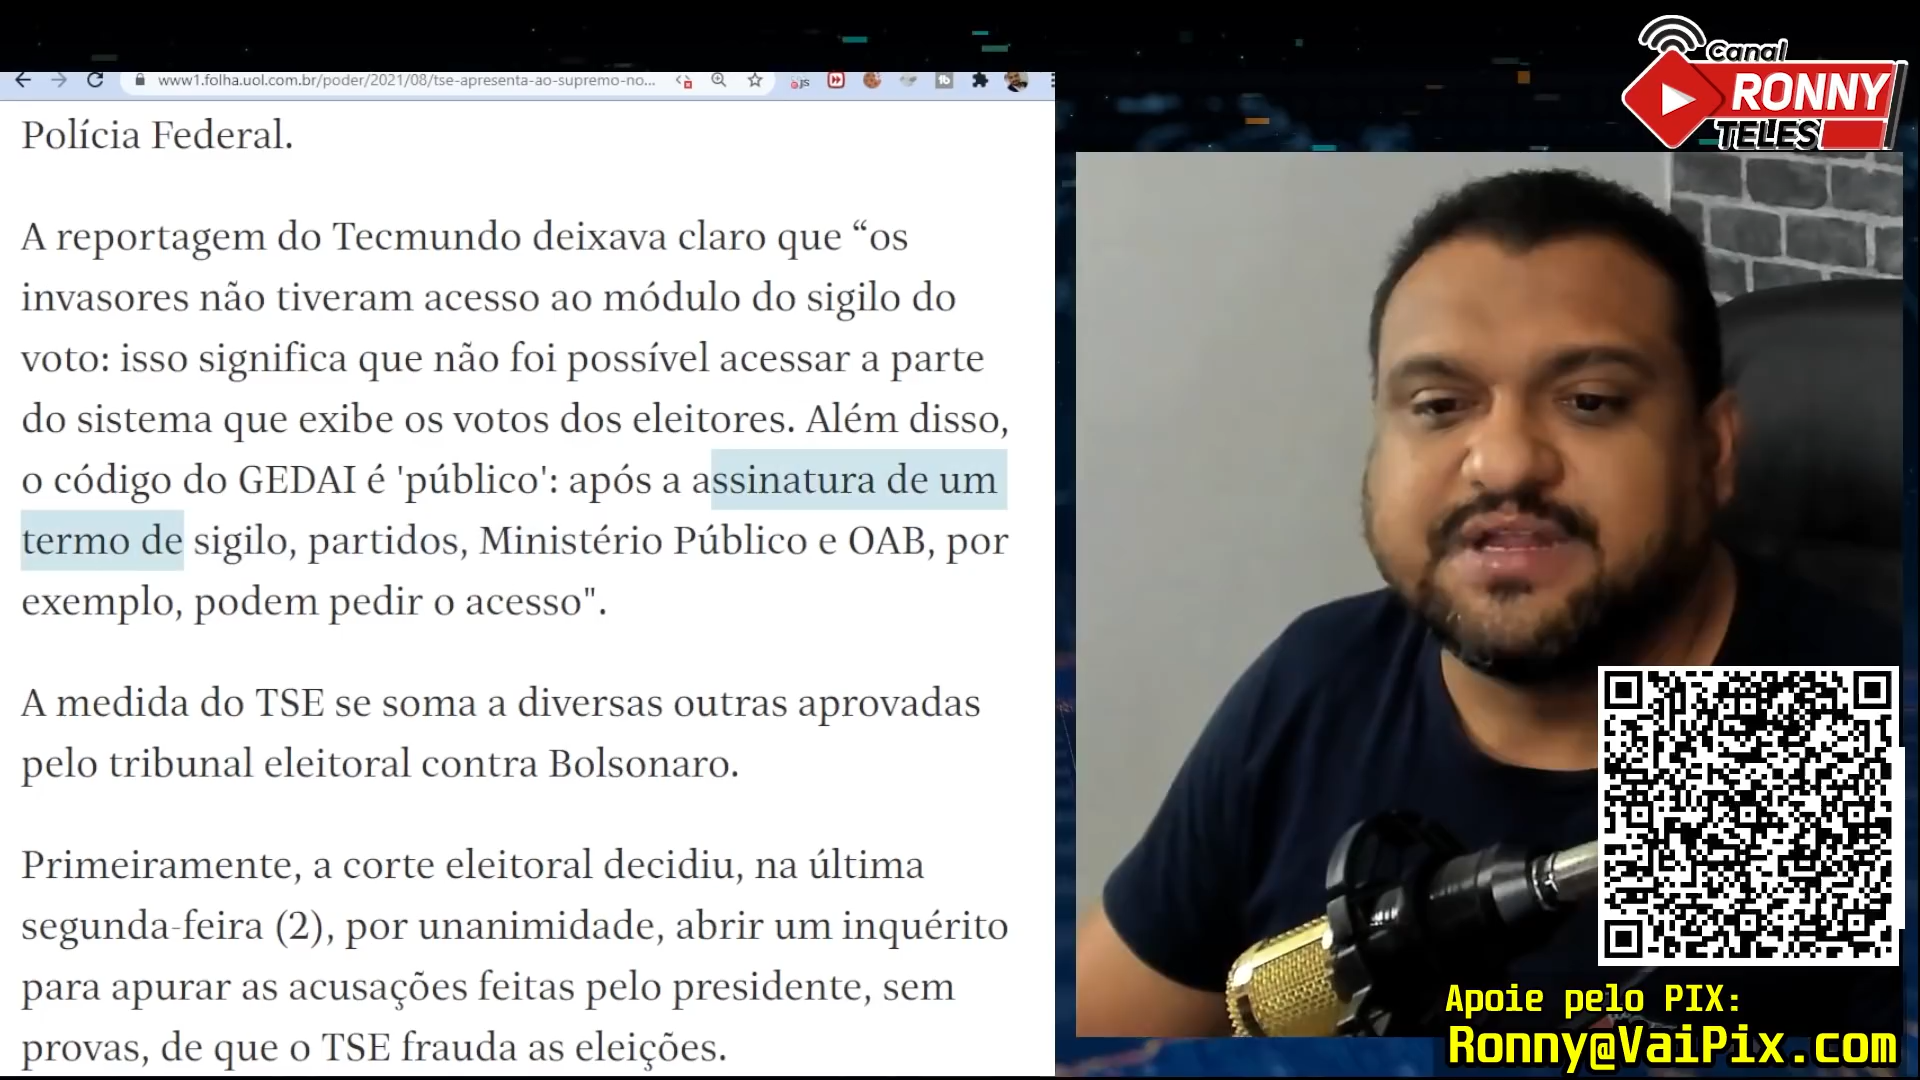 www1.folha.uol.com.br/poder/2021/08/tse-apresenta-ao-supremo-no...
Polícia Federal.
A reportagem do Tecmundo deixava claro que “os
invasores não tiveram acesso ao módulo do sigilo do
voto: isso significa que não foi possível acessar a parte
do sistema que exibe os votos dos eleitores. Além disso,
o código do GEDAI é 'público': após a assinatura de um
termo de sigilo, partidos, Ministério Público e OAB, por
exemplo, podem pedir o acesso".
A medida do TSE se soma a diversas outras aprovadas
pelo tribunal eleitoral contra Bolsonaro.
Primeiramente, a corte eleitoral decidiu, na última
segunda-feira (2), por unanimidade, abrir um inquérito
para apurar as acusações feitas pelo presidente, sem
provas, de que o TSE frauda as eleições.
Canal
RONNY
TELES
Apoie pelo PIX:
Ronny@VaiPix.com